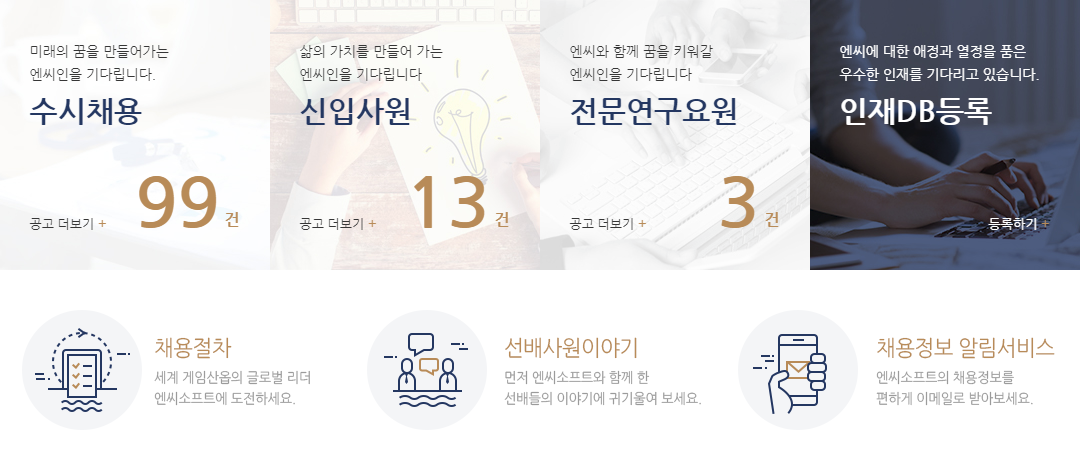 미래의 꿈을 만들어가는
엔씨인을 기다립니다.
수시채용
공고 더보기 +
99 건
삶의 가치를 만들어 가는
엔씨인을 기다립니다
신입사원
공고 더보기 +
13 건
엔씨와 함께 꿈을 키워갈
엔씨인을 기다립니다
전문연구요원
공고 더보기 +
3 건
엔씨에 대한 애정과 열정을 품은
우수한 인재를 기다리고 있습니다.
인재DB등록
등록하기 +
채용절차
세계 게임산업의 글로벌 리더
엔씨소프트에 도전하세요.
선배사원이야기
먼저 엔씨소프트와 함께 한
선배들의 이야기에 귀기울여 보세요.
채용정보 알림서비스
엔씨소프트의 채용정보를
편하게 이메일로 받아보세요.